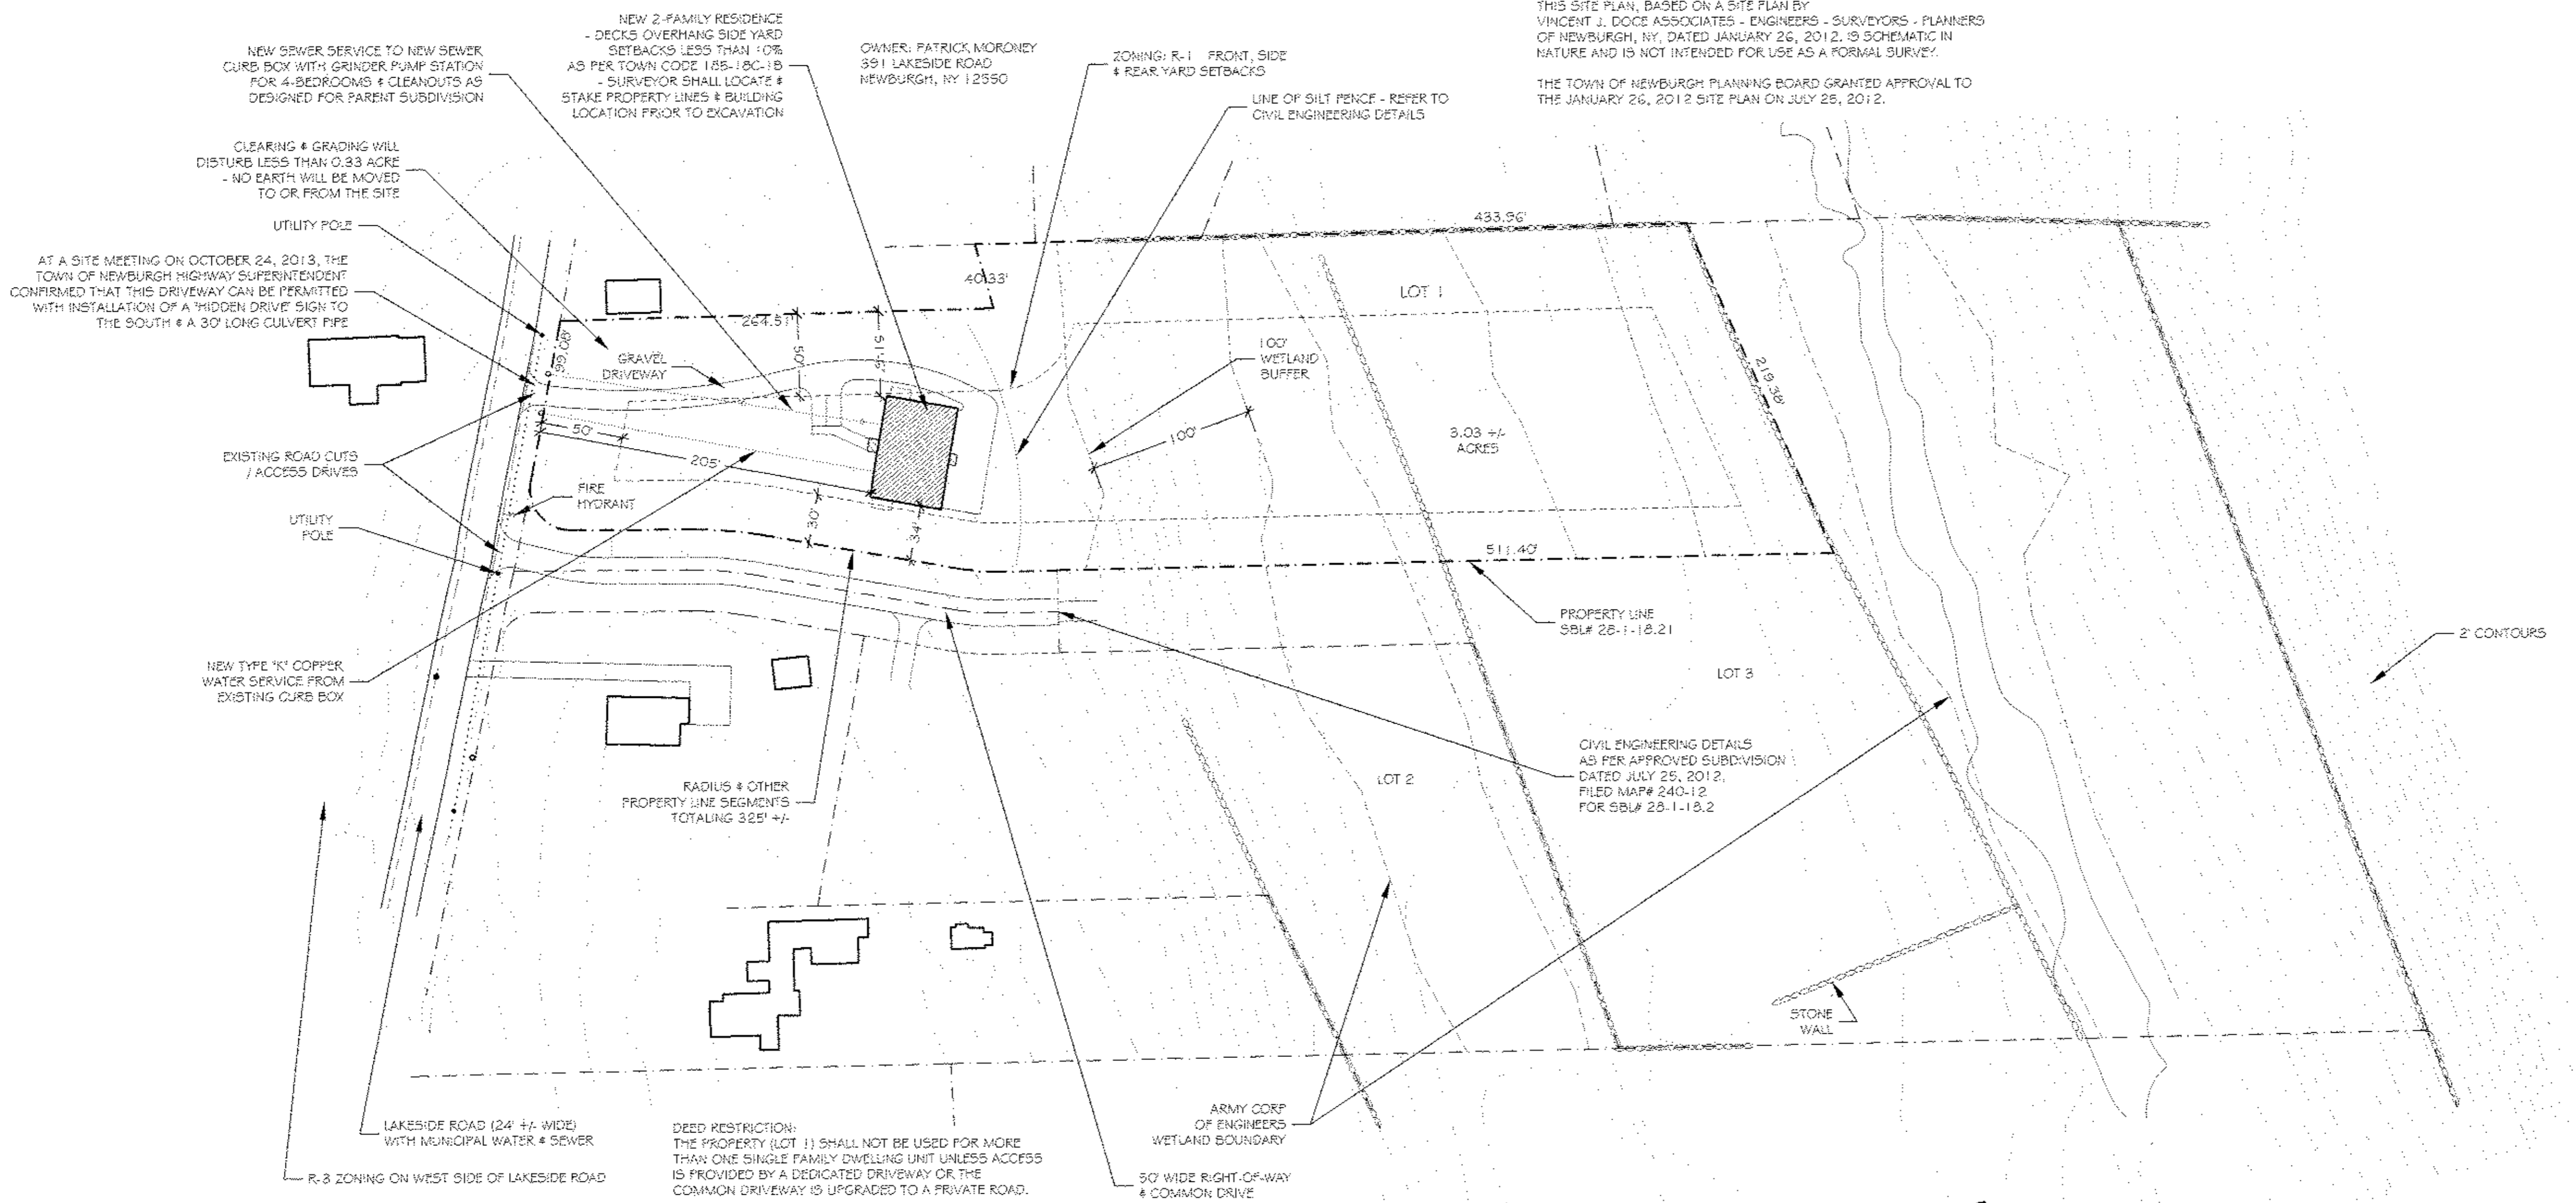 NEW 2-FAMILY RESIDENCE
- DECKS OVERHANG SIDE YARD
SETBACKS LESS THAN 10%
AS PER TOWN CODE 185-18C-1B
- SURVEYOR SHALL LOCATE &
STAKE PROPERTY LINES & BUILDING
LOCATION PRIOR TO EXCAVATION
NEW SEWER SERVICE TO NEW SEWER
CURB BOX WITH GRINDER PUMP STATION
FOR 4-BEDROOMS & CLEANOUTS AS
DESIGNED FOR PARENT SUBDIVISION
OWNER: PATRICK MORONEY
391 LAKESIDE ROAD
NEWBURGH, NY 12550
ZONING: R-1 FRONT, SIDE
& REAR YARD SETBACKS
LINE OF SILT FENCE - REFER TO
CIVIL ENGINEERING DETAILS
THIS SITE PLAN, BASED ON A SITE PLAN BY
VINCENT J. DOCE ASSOCIATES - ENGINEERS - SURVEYORS - PLANNERS
OF NEWBURGH, NY, DATED JANUARY 26, 2012, IS SCHEMATIC IN
NATURE AND IS NOT INTENDED FOR USE AS A FORMAL SURVEY.
THE TOWN OF NEWBURGH PLANNING BOARD GRANTED APPROVAL TO
THE JANUARY 26, 2012 SITE PLAN ON JULY 25, 2012.
CLEARING & GRADING WILL
DISTURB LESS THAN 0.33 ACRE
- NO EARTH WILL BE MOVED
TO OR FROM THE SITE
UTILITY POLE
AT A SITE MEETING ON OCTOBER 24, 2013, THE
TOWN OF NEWBURGH HIGHWAY SUPERINTENDENT
CONFIRMED THAT THIS DRIVEWAY CAN BE PERMITTED
WITH INSTALLATION OF A "HIDDEN DRIVE" SIGN TO
THE SOUTH & A 30' LONG CULVERT PIPE
433.96'
40.33'
LOT 1
264.51'
99.08'
50'
51'-6"
GRAVEL
DRIVEWAY
100'
WETLAND
BUFFER
219.38'
100'
3.03 +/-
ACRES
50'
205'
EXISTING ROAD CUTS
/ ACCESS DRIVES
FIRE
HYDRANT
UTILITY
POLE
30'
34'
511.40'
PROPERTY LINE
SBL# 28-1-18.21
2' CONTOURS
NEW TYPE "K" COPPER
WATER SERVICE FROM
EXISTING CURB BOX
LOT 3
CIVIL ENGINEERING DETAILS
AS PER APPROVED SUBDIVISION
DATED JULY 25, 2012,
FILED MAP# 240-12
FOR SBL# 28-1-18.2
LOT 2
RADIUS & OTHER
PROPERTY LINE SEGMENTS
TOTALING 325' +/-
STONE
WALL
LAKESIDE ROAD (24' +/- WIDE)
WITH MUNICIPAL WATER & SEWER
R-3 ZONING ON WEST SIDE OF LAKESIDE ROAD
DEED RESTRICTION:
THE PROPERTY (LOT 1) SHALL NOT BE USED FOR MORE
THAN ONE SINGLE FAMILY DWELLING UNIT UNLESS ACCESS
IS PROVIDED BY A DEDICATED DRIVEWAY OR THE
COMMON DRIVEWAY IS UPGRADED TO A PRIVATE ROAD.
ARMY CORP
OF ENGINEERS
WETLAND BOUNDARY
50' WIDE RIGHT-OF-WAY
& COMMON DRIVE